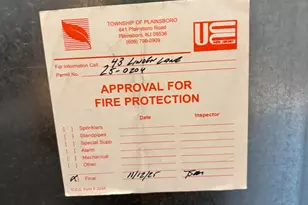 TOWNSHIP OF PLAINSBORO
641 Plainsboro Road
Plainsboro, NJ 08536
(609) 799-0909
UE
For Information Call: 43 Linden Lane
Permit No. 25-0204
APPROVAL FOR
FIRE PROTECTION
Date Inspector
Sprinklers
Standpipes
Special Supp.
Alarm
Mechanical
Other
Final 11/12/25